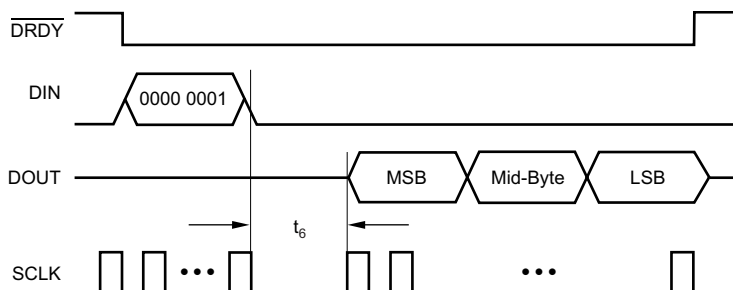 DRDY
DIN 0000 0001
DOUT MSB Mid-Byte LSB
t6
SCLK ••• •••